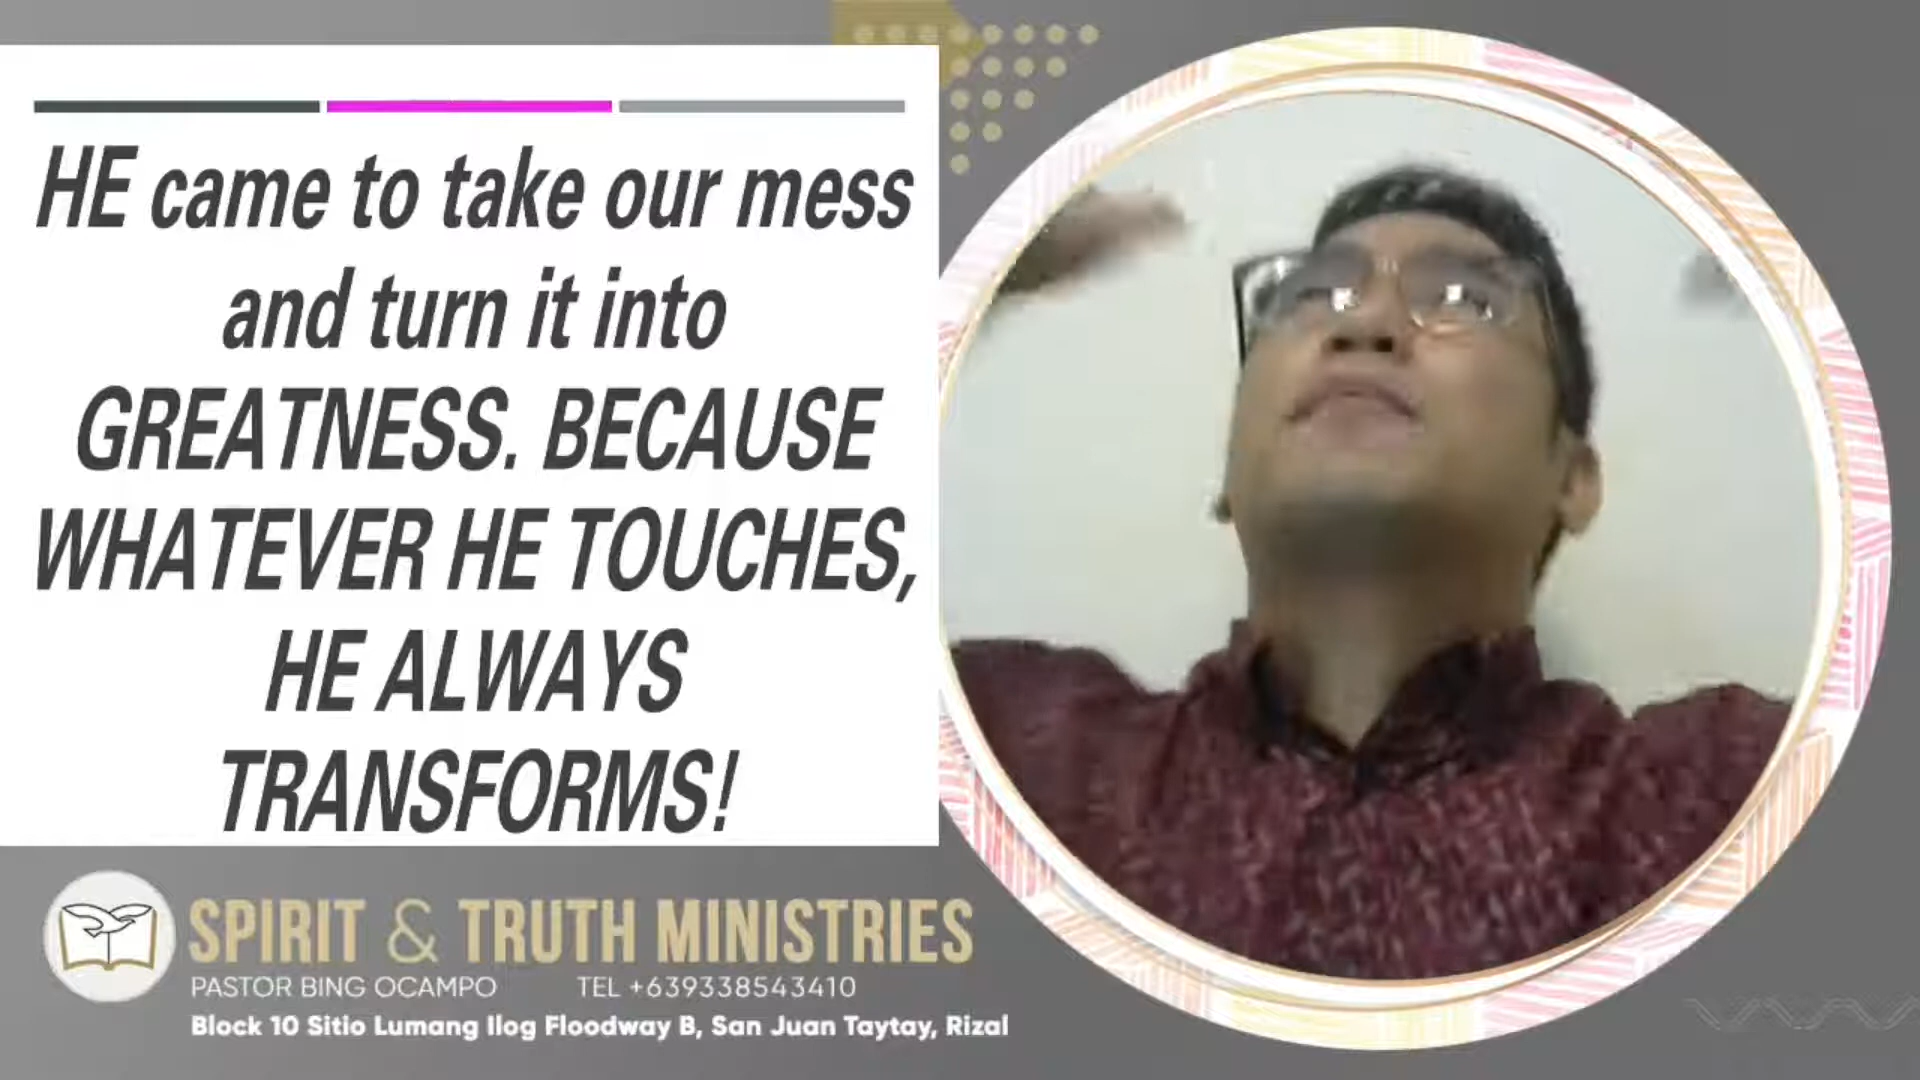 HE came to take our mess
and turn it into
GREATNESS. BECAUSE
WHATEVER HE TOUCHES,
HE ALWAYS
TRANSFORMS!
SPIRIT & TRUTH MINISTRIES
PASTOR BING OCAMPO TEL +639338543410
Block 10 Sitio Lumang Ilog Floodway B, San Juan Taytay, Rizal